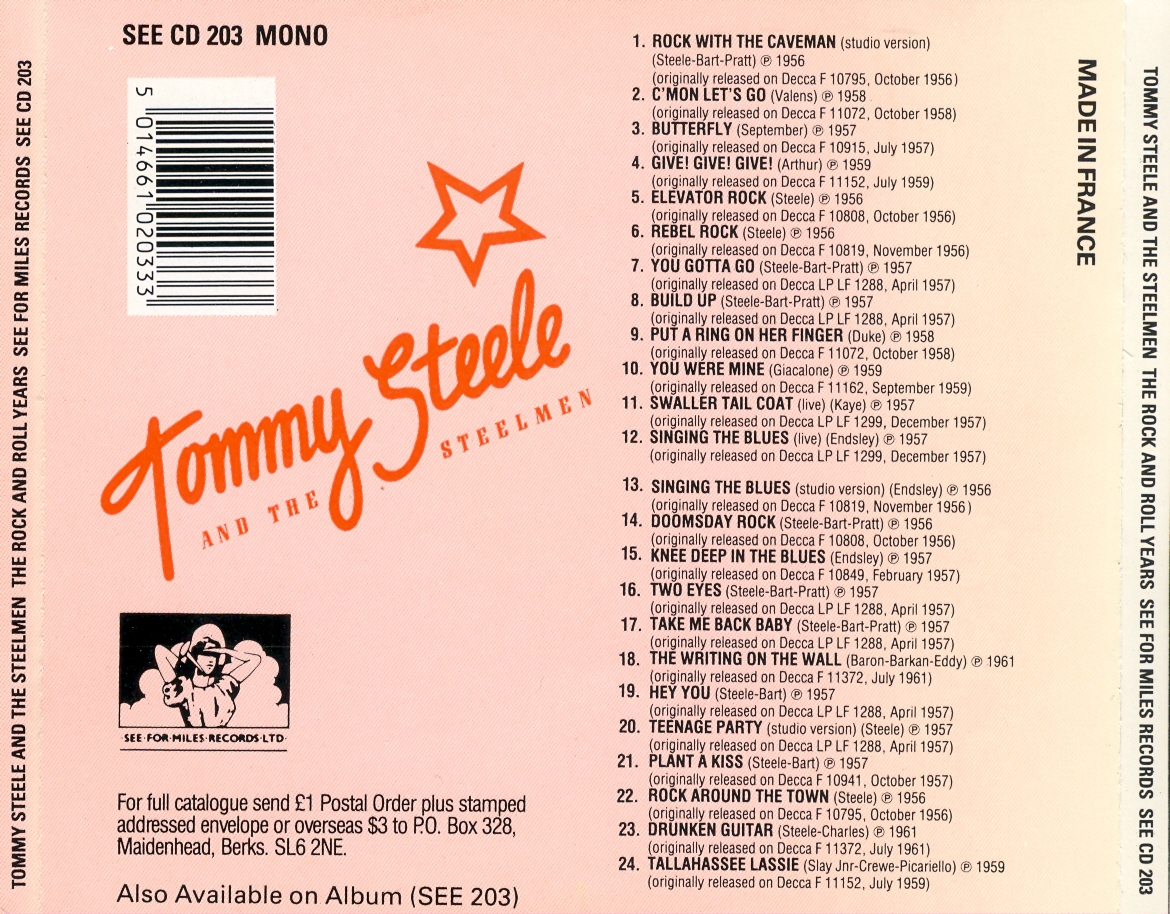 TOMMY STEELE AND THE STEELMEN THE ROCK AND ROLL YEARS SEE FOR MILES RECORDS SEE CD 203
SEE CD 203 MONO
5 014661 020333
Tommy Steele
AND THE STEELMEN
SEE·FOR·MILES·RECORDS·LTD·
For full catalogue send £1 Postal Order plus stamped
addressed envelope or overseas $3 to P.O. Box 328,
Maidenhead, Berks. SL6 2NE.
Also Available on Album (SEE 203)
1. ROCK WITH THE CAVEMAN (studio version)
(Steele-Bart-Pratt) ℗ 1956
(originally released on Decca F 10795, October 1956)
2. C'MON LET'S GO (Valens) ℗ 1958
(originally released on Decca F 11072, October 1958)
3. BUTTERFLY (September) ℗ 1957
(originally released on Decca F 10915, July 1957)
4. GIVE! GIVE! GIVE! (Arthur) ℗ 1959
(originally released on Decca F 11152, July 1959)
5. ELEVATOR ROCK (Steele) ℗ 1956
(originally released on Decca F 10808, October 1956)
6. REBEL ROCK (Steele) ℗ 1956
(originally released on Decca F 10819, November 1956)
7. YOU GOTTA GO (Steele-Bart-Pratt) ℗ 1957
(originally released on Decca LP LF 1288, April 1957)
8. BUILD UP (Steele-Bart-Pratt) ℗ 1957
(originally released on Decca LP LF 1288, April 1957)
9. PUT A RING ON HER FINGER (Duke) ℗ 1958
(originally released on Decca F 11072, October 1958)
10. YOU WERE MINE (Giacalone) ℗ 1959
(originally released on Decca F 11162, September 1959)
11. SWALLER TAIL COAT (live) (Kaye) ℗ 1957
(originally released on Decca LP LF 1299, December 1957)
12. SINGING THE BLUES (live) (Endsley) ℗ 1957
(originally released on Decca LP LF 1299, December 1957)
13. SINGING THE BLUES (studio version) (Endsley) ℗ 1956
(originally released on Decca F 10819, November 1956)
14. DOOMSDAY ROCK (Steele-Bart-Pratt) ℗ 1956
(originally released on Decca F 10808, October 1956)
15. KNEE DEEP IN THE BLUES (Endsley) ℗ 1957
(originally released on Decca F 10849, February 1957)
16. TWO EYES (Steele-Bart-Pratt) ℗ 1957
(originally released on Decca LP LF 1288, April 1957)
17. TAKE ME BACK BABY (Steele-Bart-Pratt) ℗ 1957
(originally released on Decca LP LF 1288, April 1957)
18. THE WRITING ON THE WALL (Baron-Barkan-Eddy) ℗ 1961
(originally released on Decca F 11372, July 1961)
19. HEY YOU (Steele-Bart) ℗ 1957
(originally released on Decca LP LF 1288, April 1957)
20. TEENAGE PARTY (studio version) (Steele) ℗ 1957
(originally released on Decca LP LF 1288, April 1957)
21. PLANT A KISS (Steele-Bart) ℗ 1957
(originally released on Decca F 10941, October 1957)
22. ROCK AROUND THE TOWN (Steele) ℗ 1956
(originally released on Decca F 10795, October 1956)
23. DRUNKEN GUITAR (Steele-Charles) ℗ 1961
(originally released on Decca F 11372, July 1961)
24. TALLAHASSEE LASSIE (Slay Jnr-Crewe-Picariello) ℗ 1959
(originally released on Decca F 11152, July 1959)
MADE IN FRANCE
TOMMY STEELE AND THE STEELMEN THE ROCK AND ROLL YEARS SEE FOR MILES RECORDS SEE CD 203